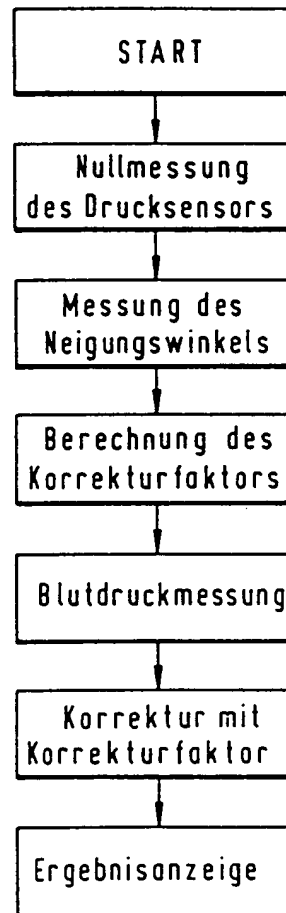 START
Nullmessung
des Drucksensors
Messung des
Neigungswinkels
Berechnung des
Korrekturfaktors
Blutdruckmessung
Korrektur mit
Korrekturfaktor
Ergebnisanzeige